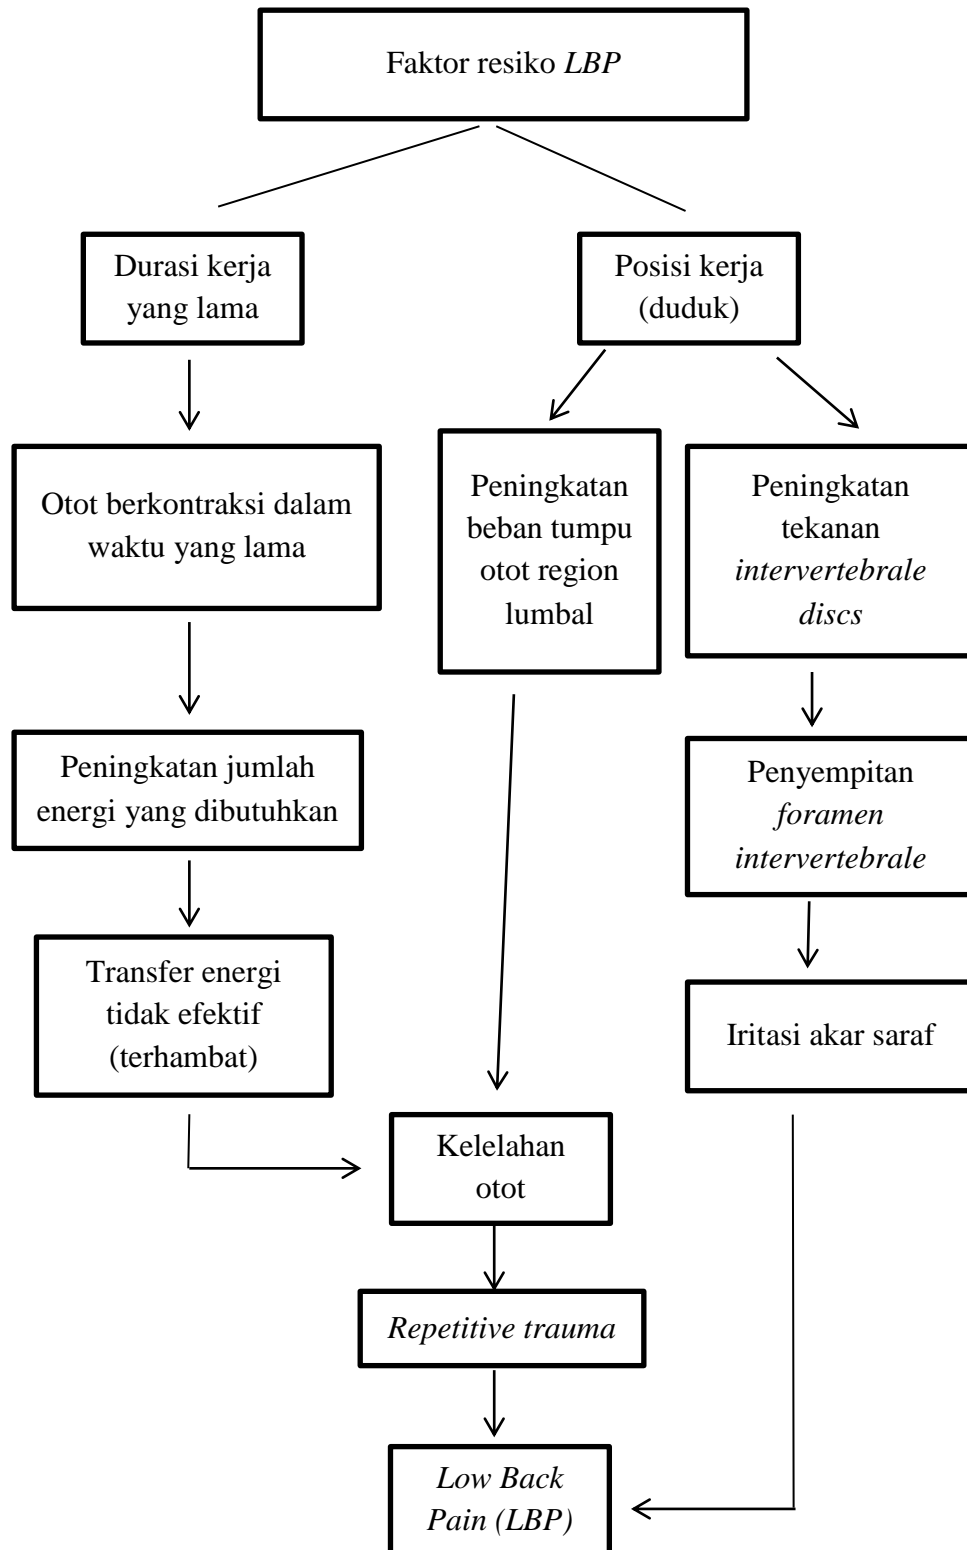 Faktor resiko LBP
Durasi kerja
yang lama
Posisi kerja
(duduk)
Otot berkontraksi dalam
waktu yang lama
Peningkatan
beban tumpu
otot region
lumbal
Peningkatan
tekanan
intervertebrale
discs
Peningkatan jumlah
energi yang dibutuhkan
Penyempitan
foramen
intervertebrale
Transfer energi
tidak efektif
(terhambat)
Iritasi akar saraf
Kelelahan
otot
Repetitive trauma
Low Back
Pain (LBP)